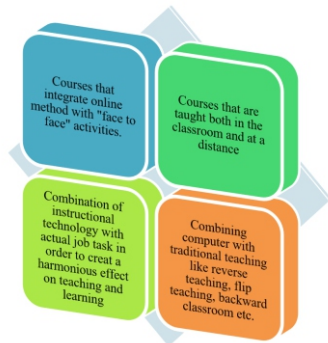 Courses that
integrate online
method with "face to
face" activities.
Courses that are
taught both in the
classroom and at a
distance
Combination of
instructional
technology with
actual job task in
order to creat a
harmonious effect
on teaching and
learning
Combining
computer with
traditional teaching
like reverse
teaching, flip
teaching, backward
classroom etc.